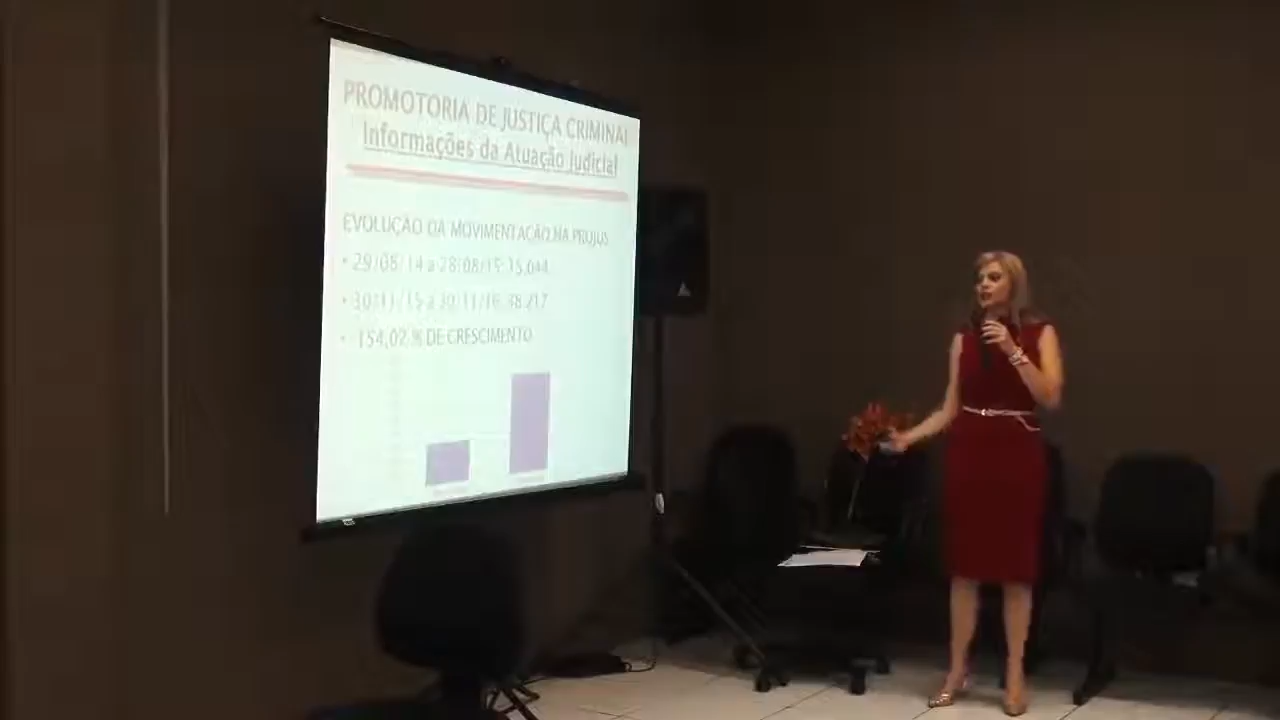 PROMOTORIA DE JUSTIÇA CRIMINAL
Informações da Atuação Judicial
EVOLUÇÃO DA MOVIMENTAÇÃO NA PROJUS
• 29/08/14 a 28/08/15: 15.044
• 30/11/15 a 30/11/16: 38.217
• 154,02 % DE CRESCIMENTO